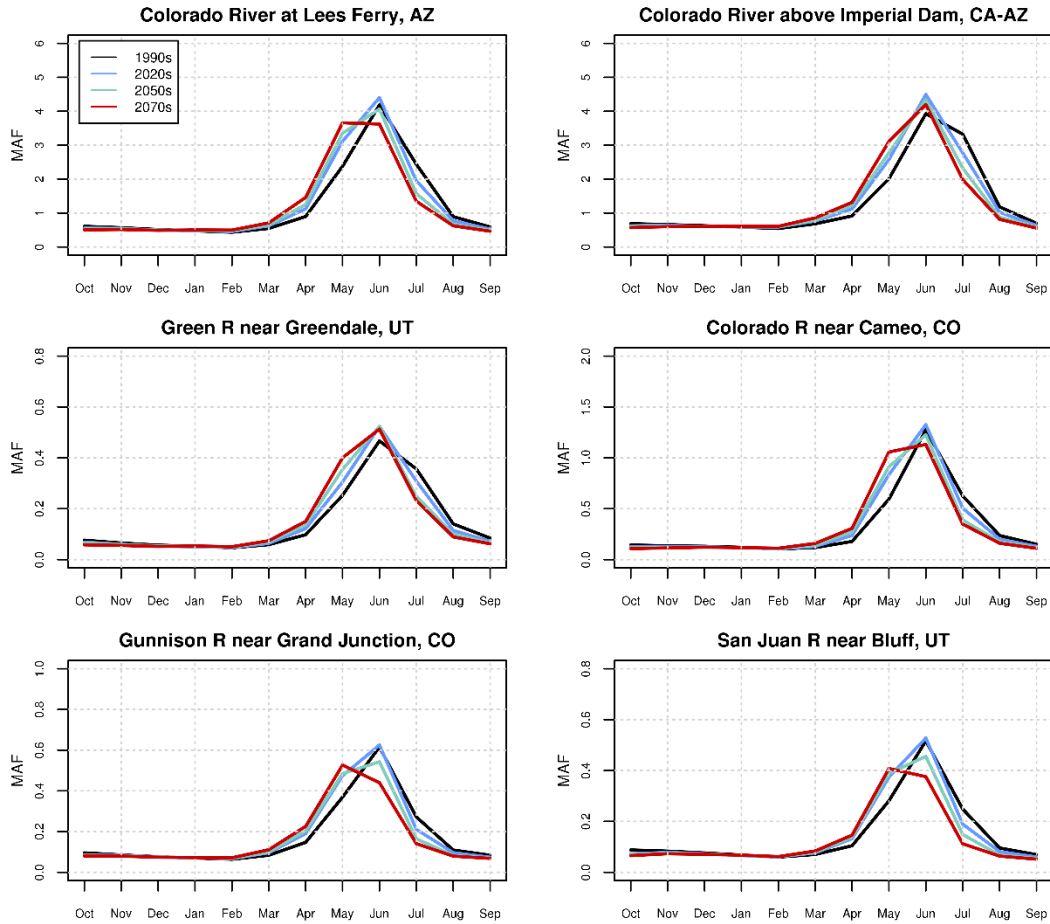 Colorado River at Lees Ferry, AZ
MAF
6
5
4
3
2
1
0
1990s
2020s
2050s
2070s
Oct Nov Dec Jan Feb Mar Apr May Jun Jul Aug Sep
Colorado River above Imperial Dam, CA-AZ
MAF
6
5
4
3
2
1
0
Oct Nov Dec Jan Feb Mar Apr May Jun Jul Aug Sep
Green R near Greendale, UT
MAF
0.8
0.6
0.4
0.2
0.0
Oct Nov Dec Jan Feb Mar Apr May Jun Jul Aug Sep
Colorado R near Cameo, CO
MAF
2.0
1.5
1.0
0.5
0.0
Oct Nov Dec Jan Feb Mar Apr May Jun Jul Aug Sep
Gunnison R near Grand Junction, CO
MAF
1.0
0.8
0.6
0.4
0.2
0.0
Oct Nov Dec Jan Feb Mar Apr May Jun Jul Aug Sep
San Juan R near Bluff, UT
MAF
0.8
0.6
0.4
0.2
0.0
Oct Nov Dec Jan Feb Mar Apr May Jun Jul Aug Sep